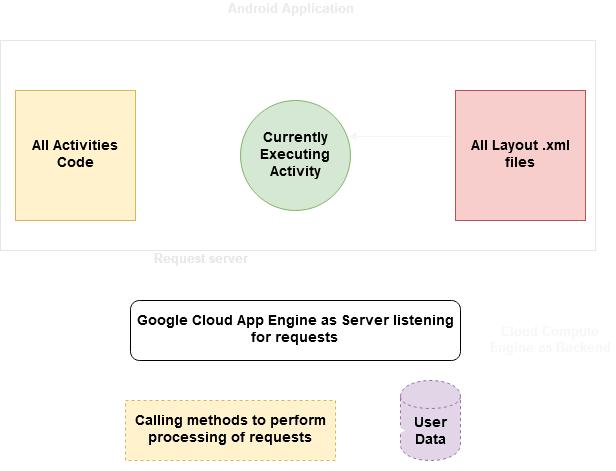 Android Application
All Activities
Code
Currently
Executing
Activity
All Layout .xml
files
Request server
Google Cloud App Engine as Server listening
for requests
Cloud Compute
Engine as Backend
Calling methods to perform
processing of requests
User
Data